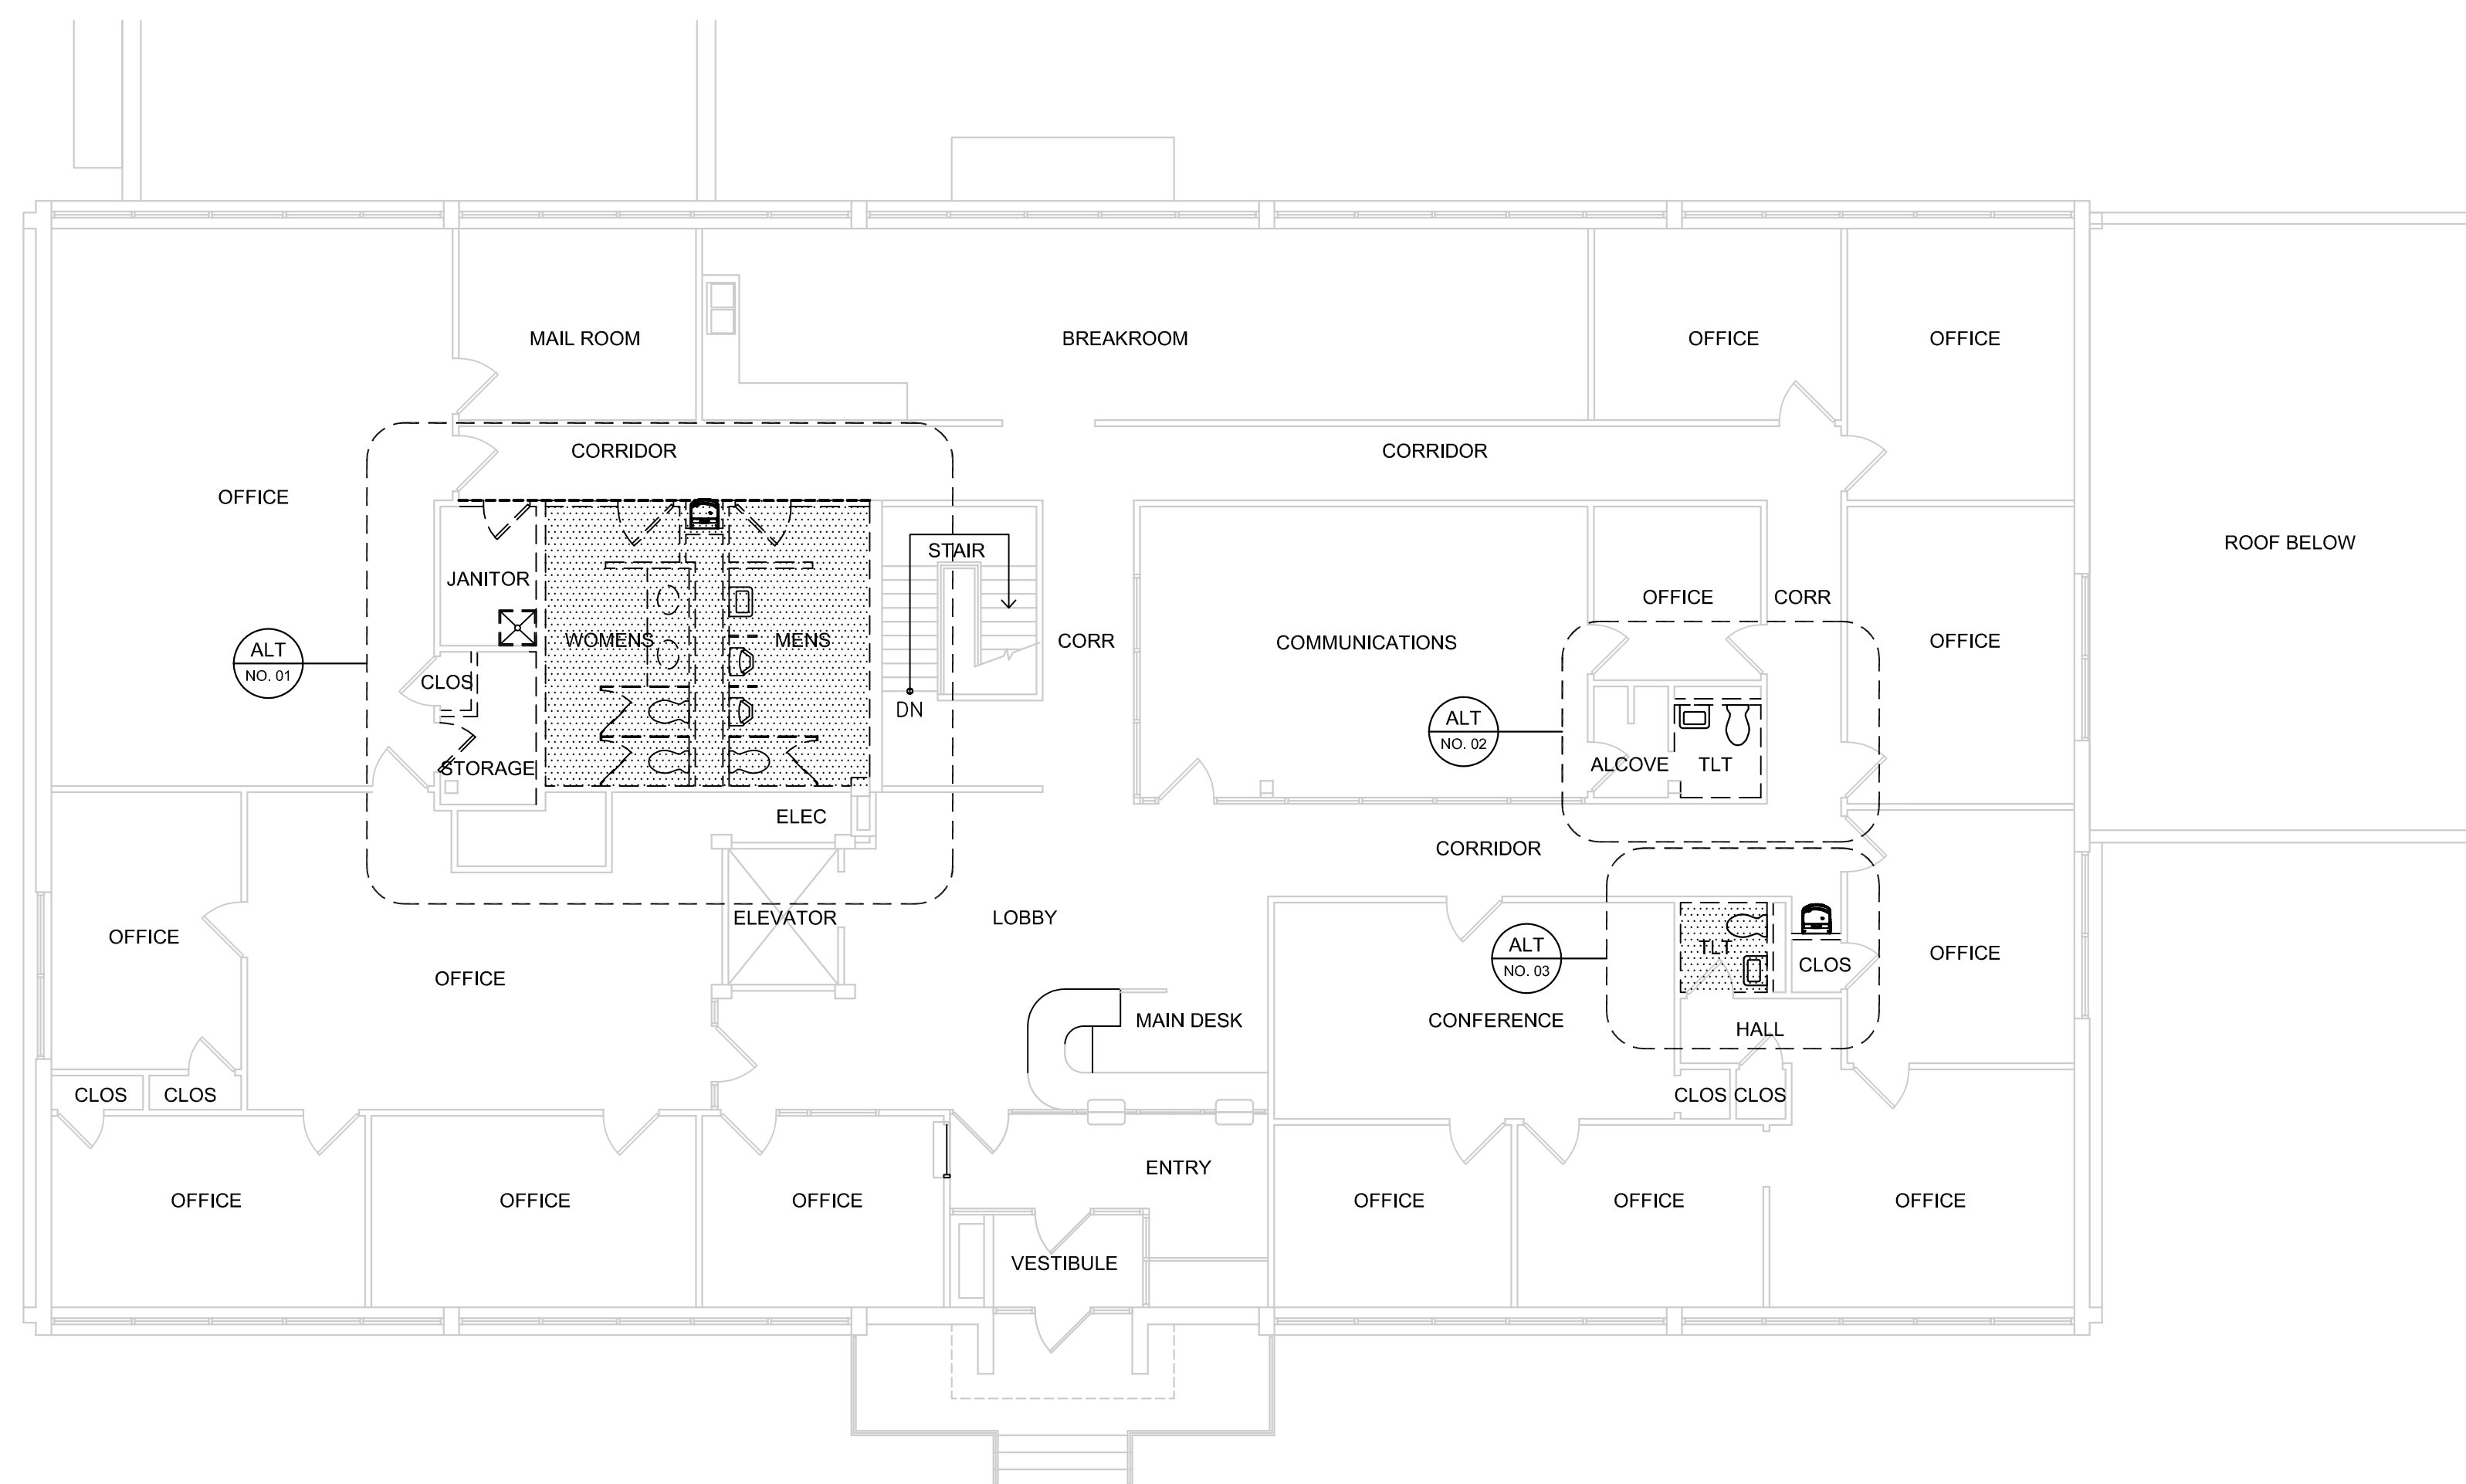 MAIL ROOM
BREAKROOM
OFFICE
OFFICE
CORRIDOR
CORRIDOR
OFFICE
ROOF BELOW
STAIR
JANITOR
OFFICE
CORR
WOMENS
MENS
CORR
COMMUNICATIONS
OFFICE
ALT
NO. 01
CLOS
DN
ALT
NO. 02
STORAGE
ALCOVE
TLT
ELEC
CORRIDOR
ELEVATOR
LOBBY
OFFICE
OFFICE
ALT
NO. 03
TLT
CLOS
OFFICE
MAIN DESK
CONFERENCE
HALL
CLOS
CLOS
CLOS
CLOS
ENTRY
OFFICE
OFFICE
OFFICE
OFFICE
OFFICE
OFFICE
VESTIBULE